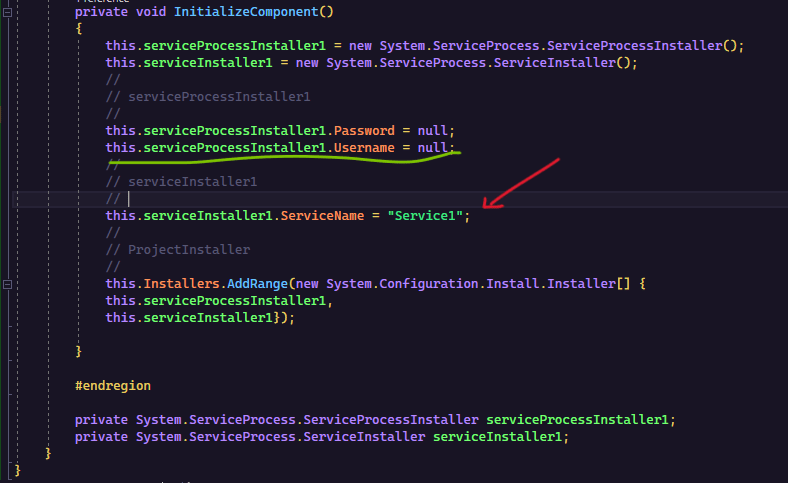 private void InitializeComponent()
{
this.serviceProcessInstaller1 = new System.ServiceProcess.ServiceProcessInstaller();
this.serviceInstaller1 = new System.ServiceProcess.ServiceInstaller();
//
// serviceProcessInstaller1
//
this.serviceProcessInstaller1.Password = null;
this.serviceProcessInstaller1.Username = null;
//
// serviceInstaller1
//
this.serviceInstaller1.ServiceName = "Service1";
//
// ProjectInstaller
//
this.Installers.AddRange(new System.Configuration.Install.Installer[] {
this.serviceProcessInstaller1,
this.serviceInstaller1});
}
#endregion
private System.ServiceProcess.ServiceProcessInstaller serviceProcessInstaller1;
private System.ServiceProcess.ServiceInstaller serviceInstaller1;
}
}